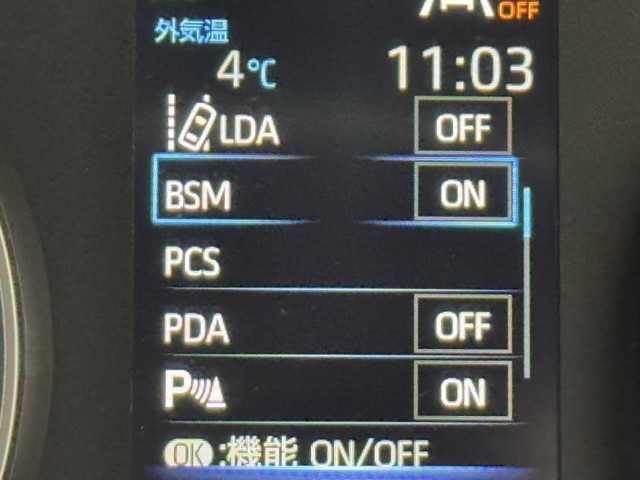 OFF
外気温
4℃ 11:03
LDA OFF
BSM ON
PCS
PDA OFF
P ON
OK:機能 ON/OFF